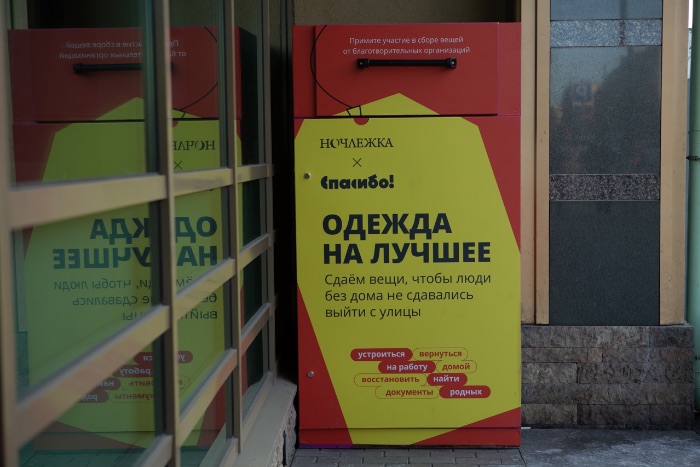 Примите участие в сборе вещей
от благотворительных организаций
НОЧЛЕЖКА
×
Спасибо!
ОДЕЖДА
НА ЛУЧШЕЕ
Сдаём вещи, чтобы люди
без дома не сдавались
выйти с улицы
устроиться вернуться
на работу домой
восстановить найти
документы родных